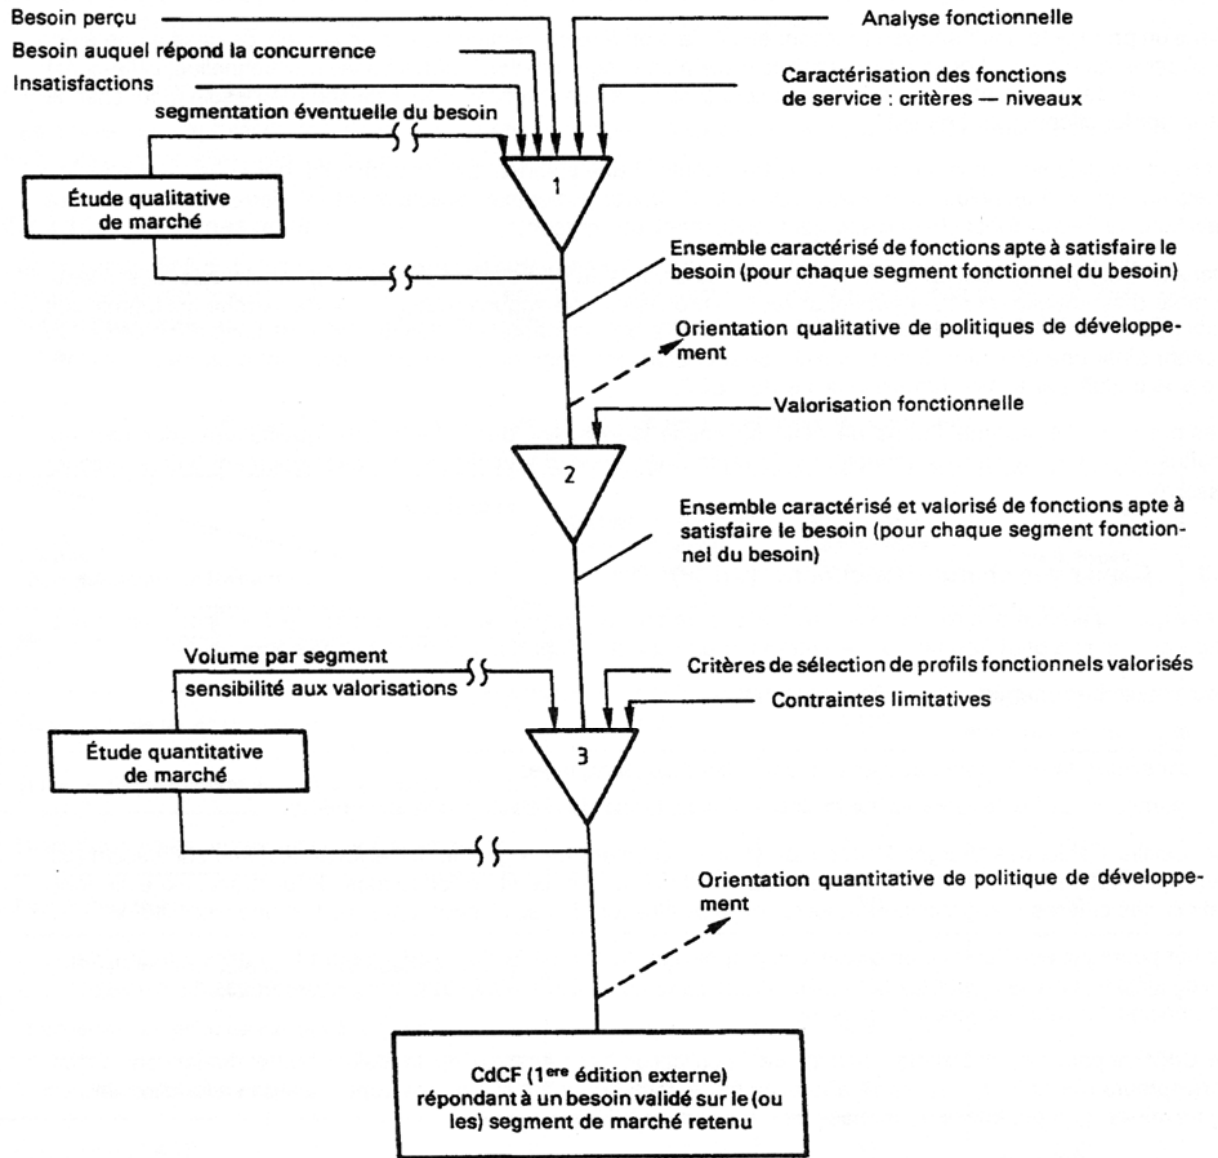 Besoin perçu
Analyse fonctionnelle
Besoin auquel répond la concurrence
Insatisfactions
Caractérisation des fonctions
de service : critères — niveaux
segmentation éventuelle du besoin
1
Étude qualitative
de marché
Ensemble caractérisé de fonctions apte à satisfaire le
besoin (pour chaque segment fonctionnel du besoin)
Orientation qualitative de politiques de développe-
ment
Valorisation fonctionnelle
2
Ensemble caractérisé et valorisé de fonctions apte à
satisfaire le besoin (pour chaque segment fonction-
nel du besoin)
Volume par segment
sensibilité aux valorisations
Critères de sélection de profils fonctionnels valorisés
Contraintes limitatives
3
Étude quantitative
de marché
Orientation quantitative de politique de développe-
ment
CdCF (1ere édition externe)
répondant à un besoin validé sur le (ou
les) segment de marché retenu